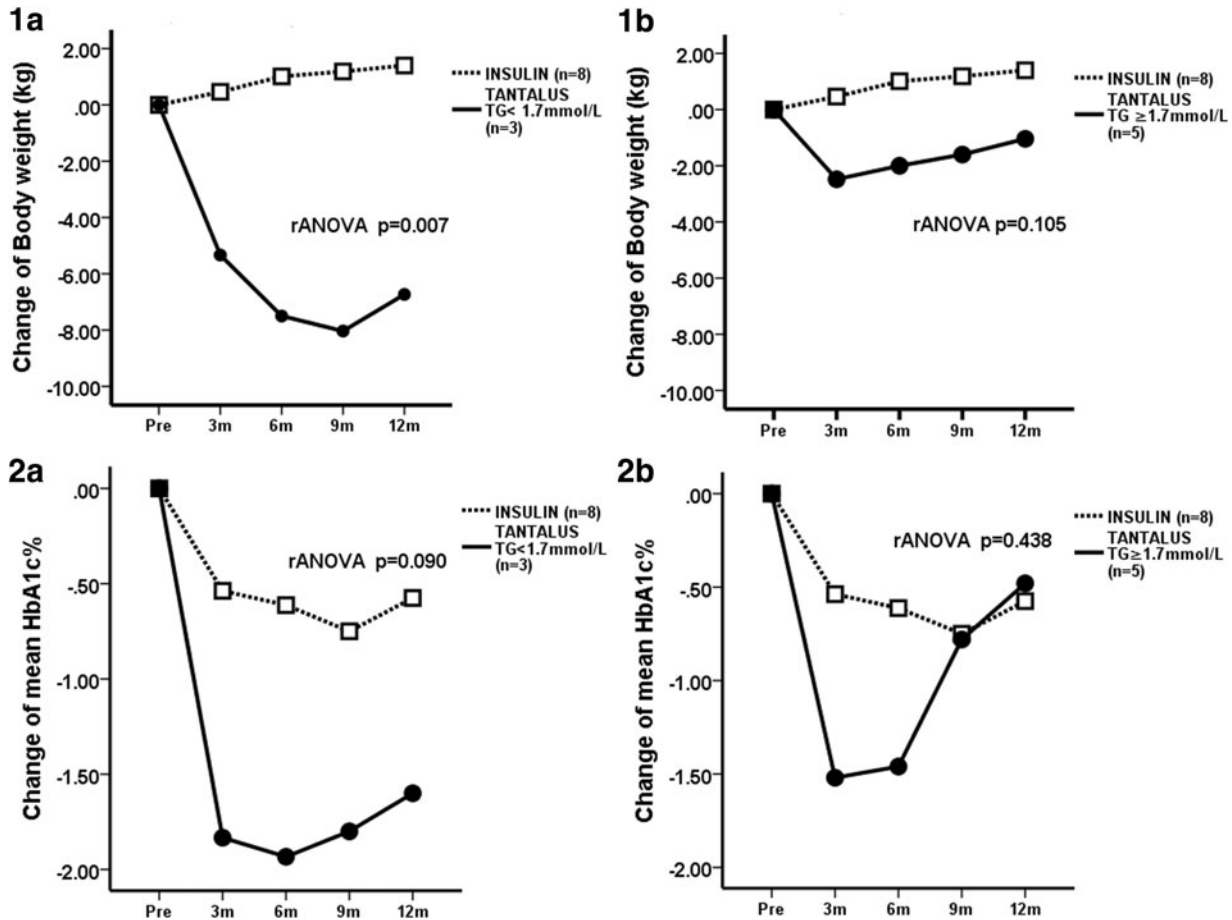 1a
Change of Body weight (kg)
2.00
.00
-2.00
-4.00
-6.00
-8.00
-10.00
Pre 3m 6m 9m 12m
INSULIN (n=8)
TANTALUS
TG< 1.7mmol/L
(n=3)
rANOVA p=0.007
1b
Change of Body weight (kg)
2.00
.00
-2.00
-4.00
-6.00
-8.00
-10.00
Pre 3m 6m 9m 12m
INSULIN (n=8)
TANTALUS
TG ≥1.7mmol/L
(n=5)
rANOVA p=0.105
2a
Change of mean HbA1c%
.00
-.50
-1.00
-1.50
-2.00
Pre 3m 6m 9m 12m
INSULIN (n=8)
TANTALUS
TG<1.7mmol/L
(n=3)
rANOVA p=0.090
2b
Change of mean HbA1c%
.00
-.50
-1.00
-1.50
-2.00
Pre 3m 6m 9m 12m
INSULIN (n=8)
TANTALUS
TG≥1.7mmol/L
(n=5)
rANOVA p=0.438